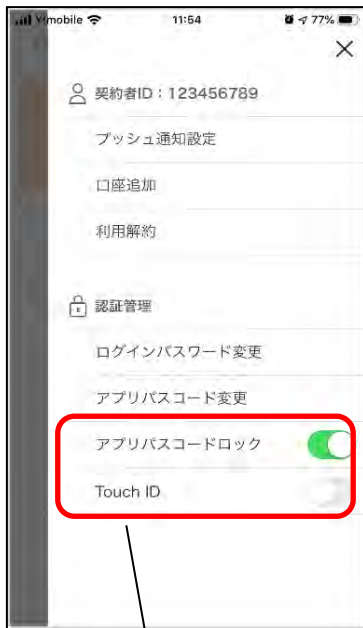 Y!mobile 11:54 77%
契約者ID：123456789
プッシュ通知設定
口座追加
利用解約
認証管理
ログインパスワード変更
アプリパスコード変更
アプリパスコードロック
Touch ID